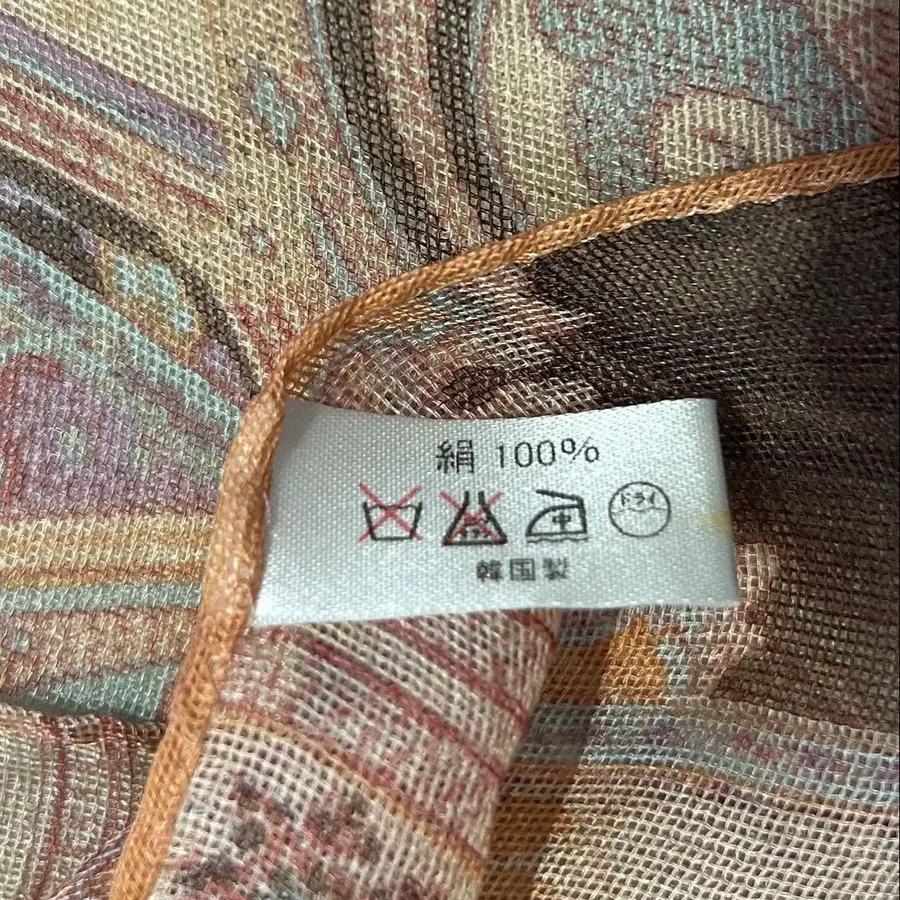 絹 100%
中 ドライ
韓国製